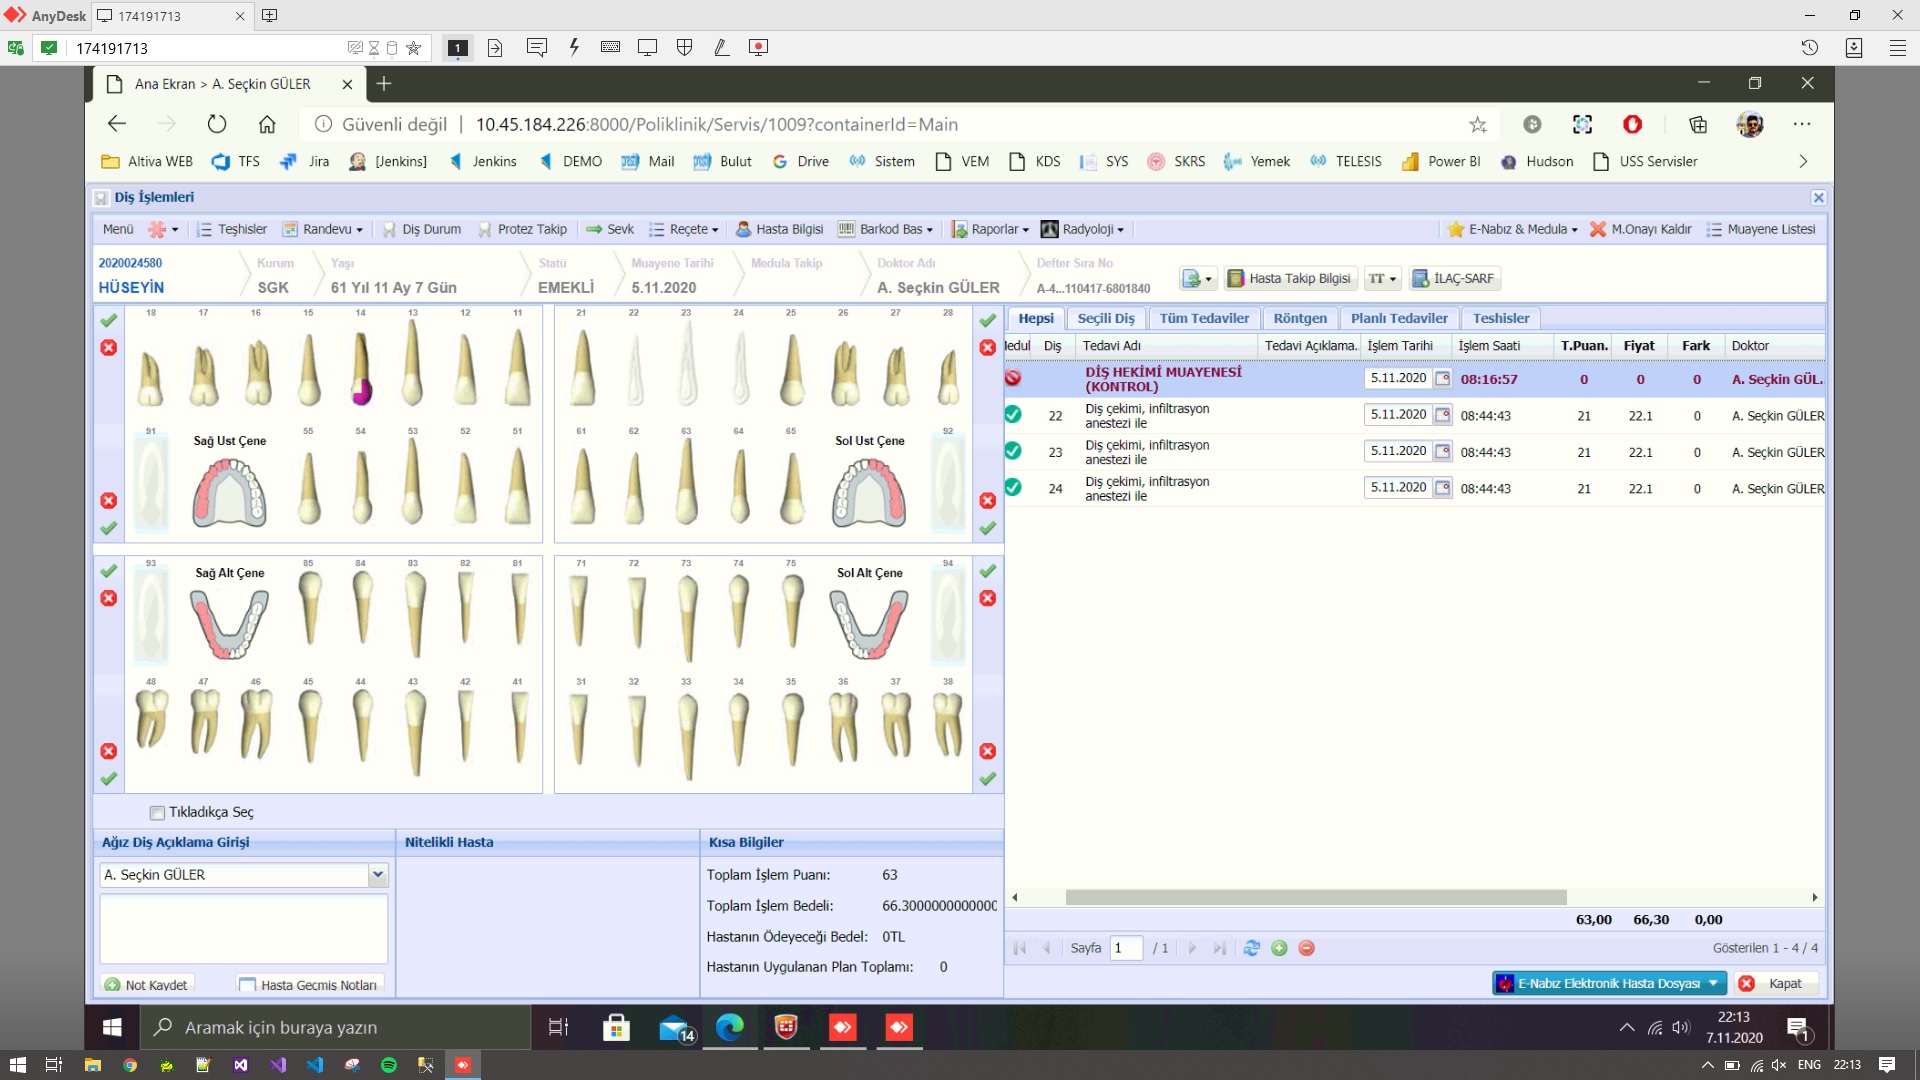 AnyDesk 174191713
174191713 1
Ana Ekran > A. Seçkin GÜLER
Güvenli değil | 10.45.184.226:8000/Poliklinik/Servis/1009?containerId=Main
Altiva WEB TFS Jira [Jenkins] Jenkins DEMO Mail Bulut Drive Sistem VEM KDS SYS SKRS Yemek TELESIS Power BI Hudson USS Servisler
Diş İşlemleri
Menü Teşhisler Randevu Diş Durum Protez Takip Sevk Reçete Hasta Bilgisi Barkod Bas Raporlar Radyoloji E-Nabız & Medula M.Onayı Kaldır Muayene Listesi
2020024580 Kurum Yaşı Statü Muayene Tarihi Medula Takip Doktor Adı Defter Sıra No
HÜSEYİN SGK 61 Yıl 11 Ay 7 Gün EMEKLİ 5.11.2020 A. Seçkin GÜLER A-4...110417-6801840
Hasta Takip Bilgisi TT İLAÇ-SARF
18 17 16 15 14 13 12 11 21 22 23 24 25 26 27 28
91 Sağ Ust Çene 55 54 53 52 51 61 62 63 64 65 Sol Ust Çene 92
93 Sağ Alt Çene 85 84 83 82 81 71 72 73 74 75 Sol Alt Çene 94
48 47 46 45 44 43 42 41 31 32 33 34 35 36 37 38
Tıkladıkça Seç
Ağız Diş Açıklama Girişi
A. Seçkin GÜLER
Not Kaydet Hasta Geçmiş Notları
Nitelikli Hasta
Kısa Bilgiler
Toplam İşlem Puanı: 63
Toplam İşlem Bedeli: 66.3000000000000
Hastanın Ödeyeceği Bedel: 0TL
Hastanın Uygulanan Plan Toplamı: 0
Hepsi Seçili Diş Tüm Tedaviler Röntgen Planlı Tedaviler Teshisler
Medul Diş Tedavi Adı Tedavi Açıklama.. İşlem Tarihi İşlem Saati T.Puan. Fiyat Fark Doktor
DİŞ HEKİMİ MUAYENESİ (KONTROL) 5.11.2020 08:16:57 0 0 0 A. Seçkin GÜL..
22 Diş çekimi, infiltrasyon anestezi ile 5.11.2020 08:44:43 21 22.1 0 A. Seçkin GÜLER
23 Diş çekimi, infiltrasyon anestezi ile 5.11.2020 08:44:43 21 22.1 0 A. Seçkin GÜLER
24 Diş çekimi, infiltrasyon anestezi ile 5.11.2020 08:44:43 21 22.1 0 A. Seçkin GÜLER
63,00 66,30 0,00
Sayfa 1 / 1 Gösterilen 1 - 4 / 4
E-Nabız Elektronik Hasta Dosyası Kapat
Aramak için buraya yazın 14 22:13
7.11.2020 1
ENG 22:13